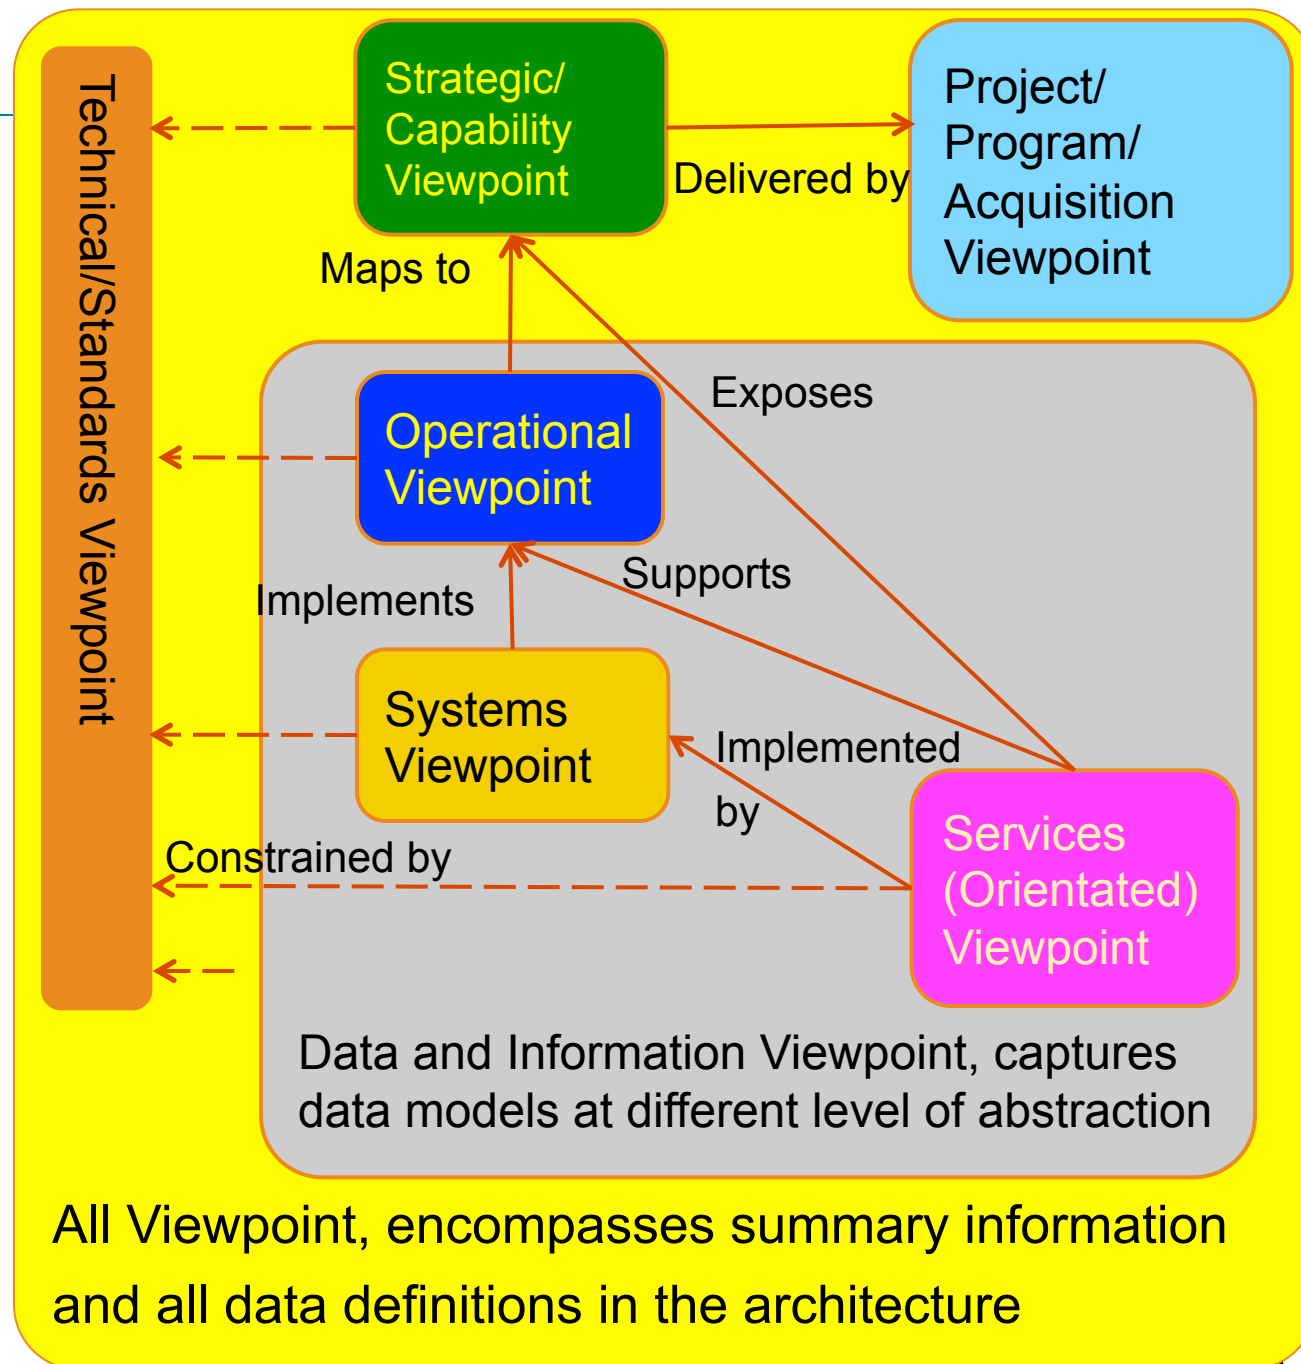 Technical/Standards Viewpoint
Strategic/
Capability
Viewpoint
Project/
Program/
Acquisition
Viewpoint
Delivered by
Maps to
Exposes
Operational
Viewpoint
Supports
Implements
Systems
Viewpoint
Implemented
by
Services
(Orientated)
Viewpoint
Constrained by
Data and Information Viewpoint, captures
data models at different level of abstraction
All Viewpoint, encompasses summary information
and all data definitions in the architecture